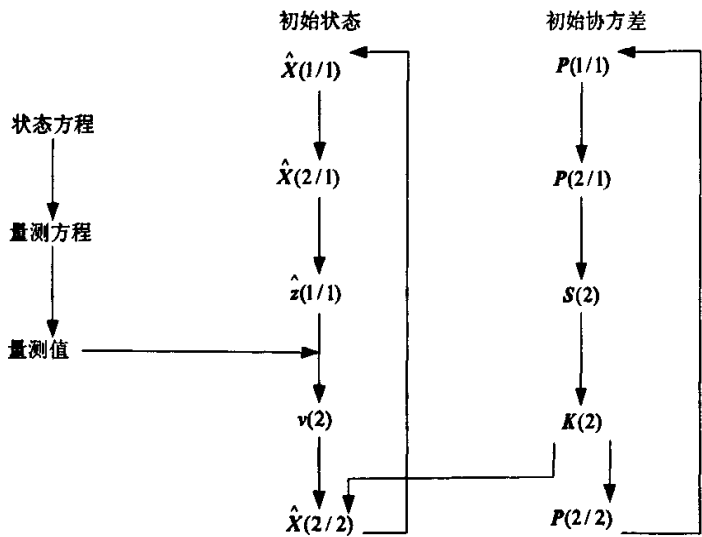 初始状态
初始协方差
X̂(1/1)
P(1/1)
状态方程
X̂(2/1)
P(2/1)
量测方程
ẑ(1/1)
S(2)
量测值
v(2)
K(2)
X̂(2/2)
P(2/2)